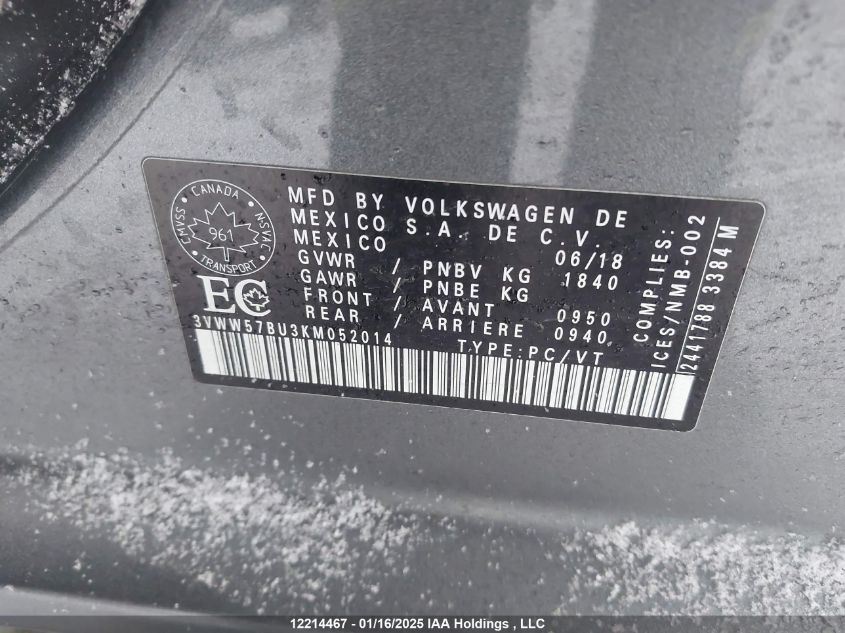 CANADA
CMVSS
NSVAC
961
TRANSPORT
EC
MFD BY VOLKSWAGEN DE
MEXICO S.A. DE C.V.
MEXICO 06/18
GVWR / PNBV KG 1840
GAWR / PNBE KG
FRONT / AVANT 0950
REAR / ARRIERE 0940
3VWW57BU3KM052014 TYPE:PC/VT
COMPLIES:
ICES/NMB-002
2441788 3384 M
12214467 - 01/16/2025 IAA Holdings , LLC